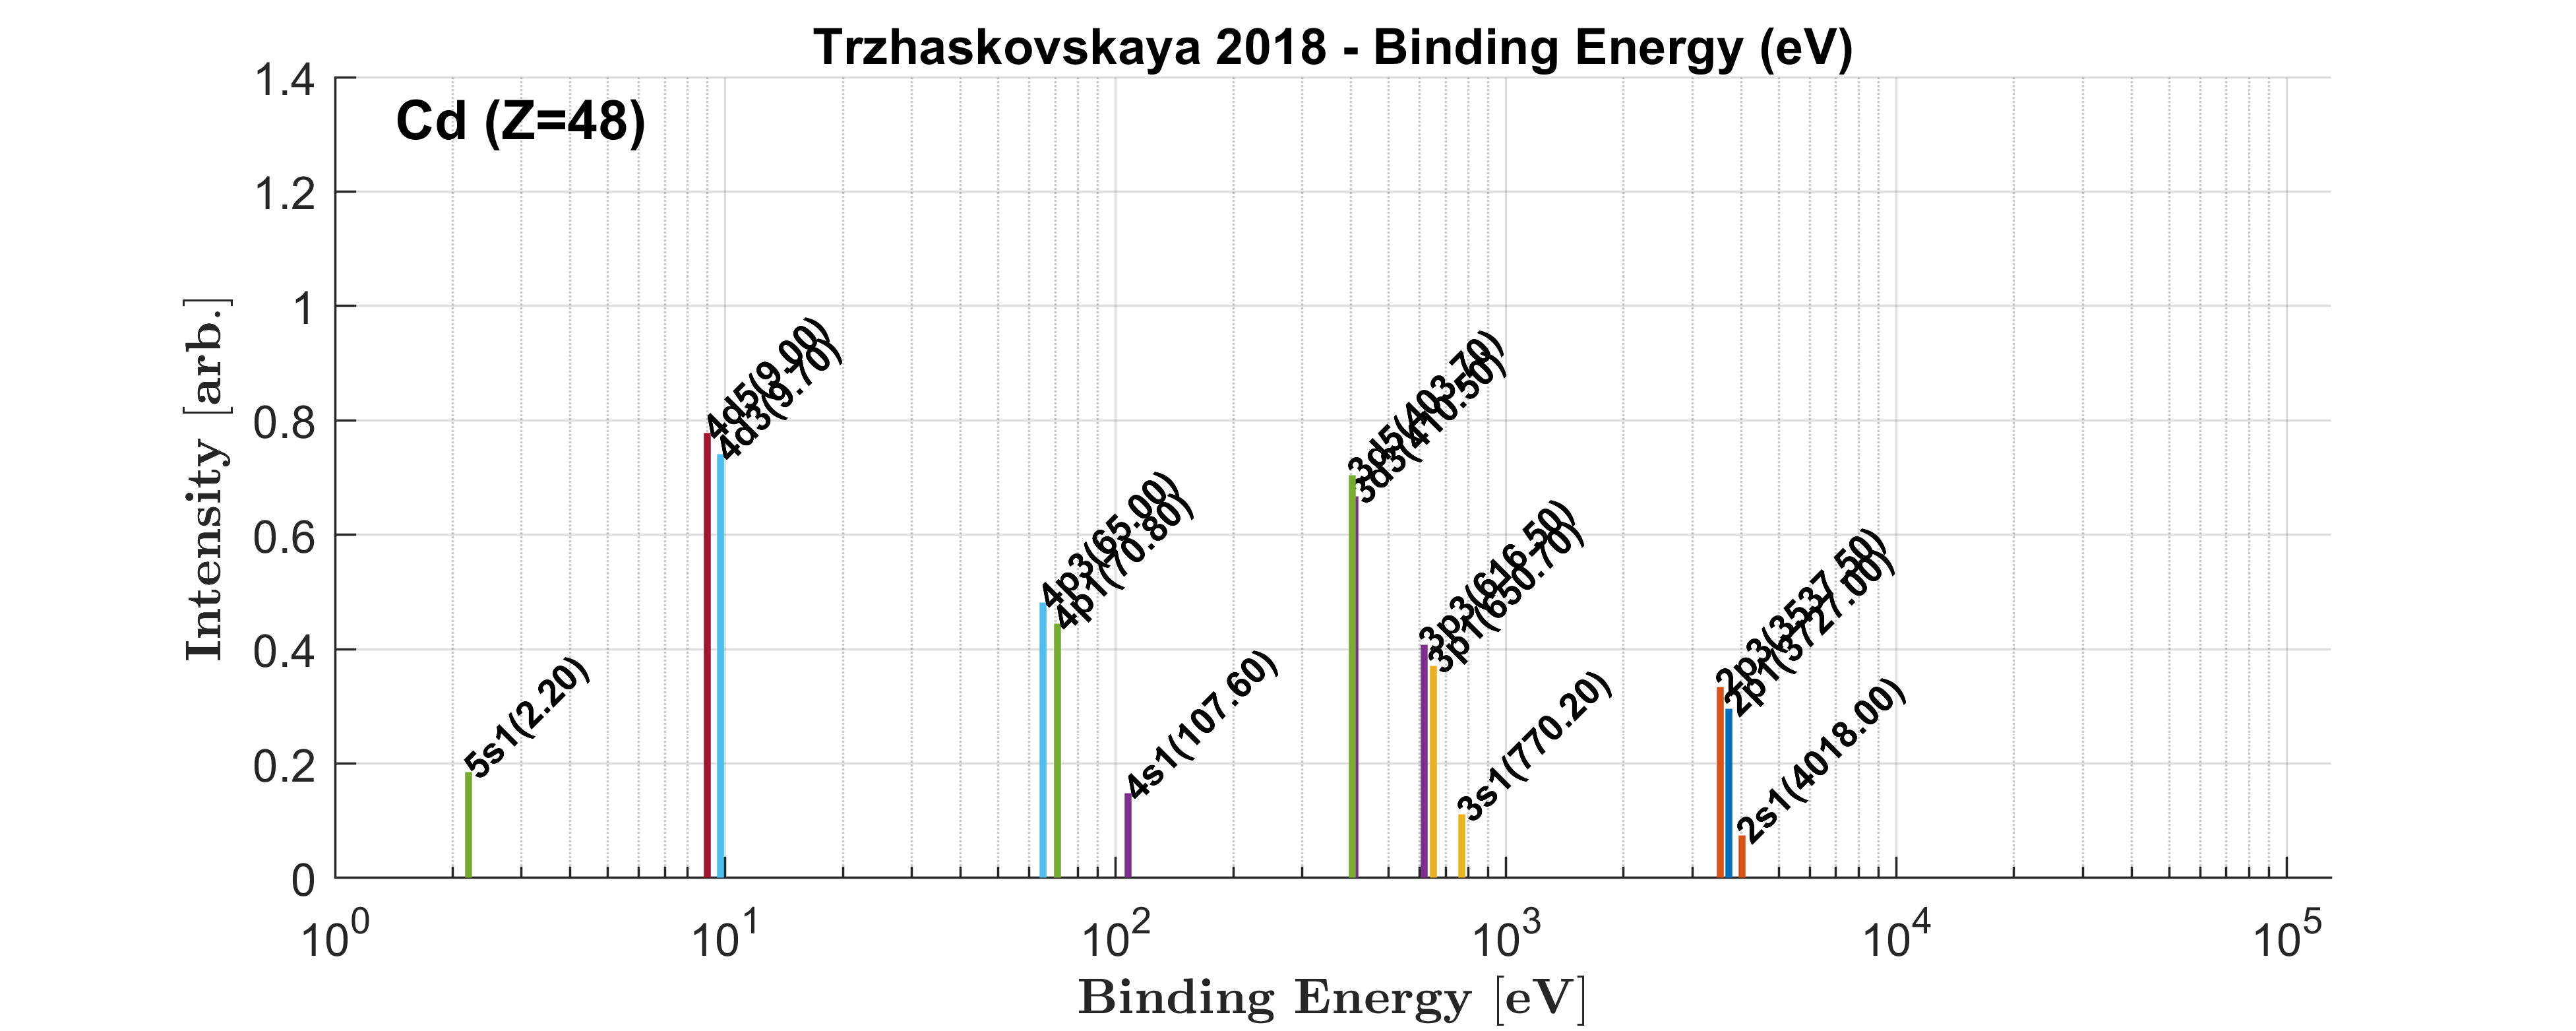 Trzhaskovskaya 2018 - Binding Energy (eV)
Cd (Z=48)
Intensity [arb.]
1.4
1.2
1
0.8
0.6
0.4
0.2
0
5s1(2.20)
4d5(9.00)
4d3(9.70)
4p3(65.00)
4p1(70.80)
4s1(107.60)
3d5(403.70)
3d3(410.50)
3p3(616.50)
3p1(650.70)
3s1(770.20)
2p3(3537.50)
2p1(3727.00)
2s1(4018.00)
10^0 10^1 10^2 10^3 10^4 10^5
Binding Energy [eV]